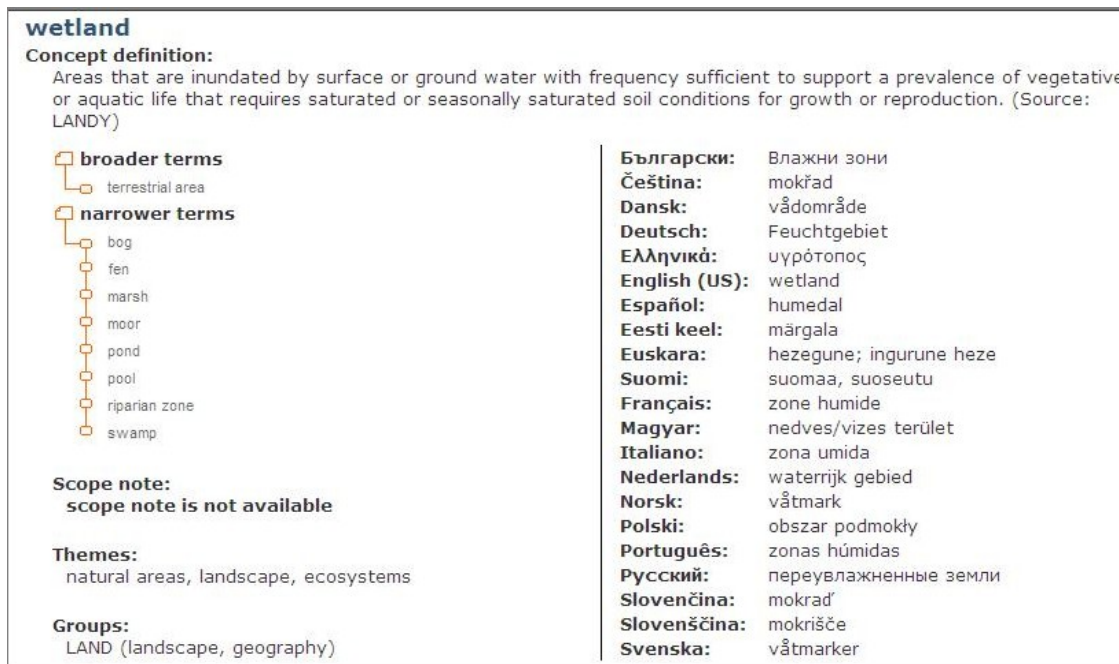 wetland
Concept definition:
Areas that are inundated by surface or ground water with frequency sufficient to support a prevalence of vegetative
or aquatic life that requires saturated or seasonally saturated soil conditions for growth or reproduction. (Source:
LANDY)
broader terms
terrestrial area
narrower terms
bog
fen
marsh
moor
pond
pool
riparian zone
swamp
Scope note:
scope note is not available
Themes:
natural areas, landscape, ecosystems
Groups:
LAND (landscape, geography)
Български: Влажни зони
Čeština: mokřad
Dansk: vådområde
Deutsch: Feuchtgebiet
Ελληνικά: υγρότοπος
English (US): wetland
Español: humedal
Eesti keel: märgala
Euskara: hezegune; ingurune heze
Suomi: suomaa, suoseutu
Français: zone humide
Magyar: nedves/vizes terület
Italiano: zona umida
Nederlands: waterrijk gebied
Norsk: våtmark
Polski: obszar podmokły
Português: zonas húmidas
Русский: переувлажненные земли
Slovenčina: mokraď
Slovenščina: mokrišče
Svenska: våtmarker